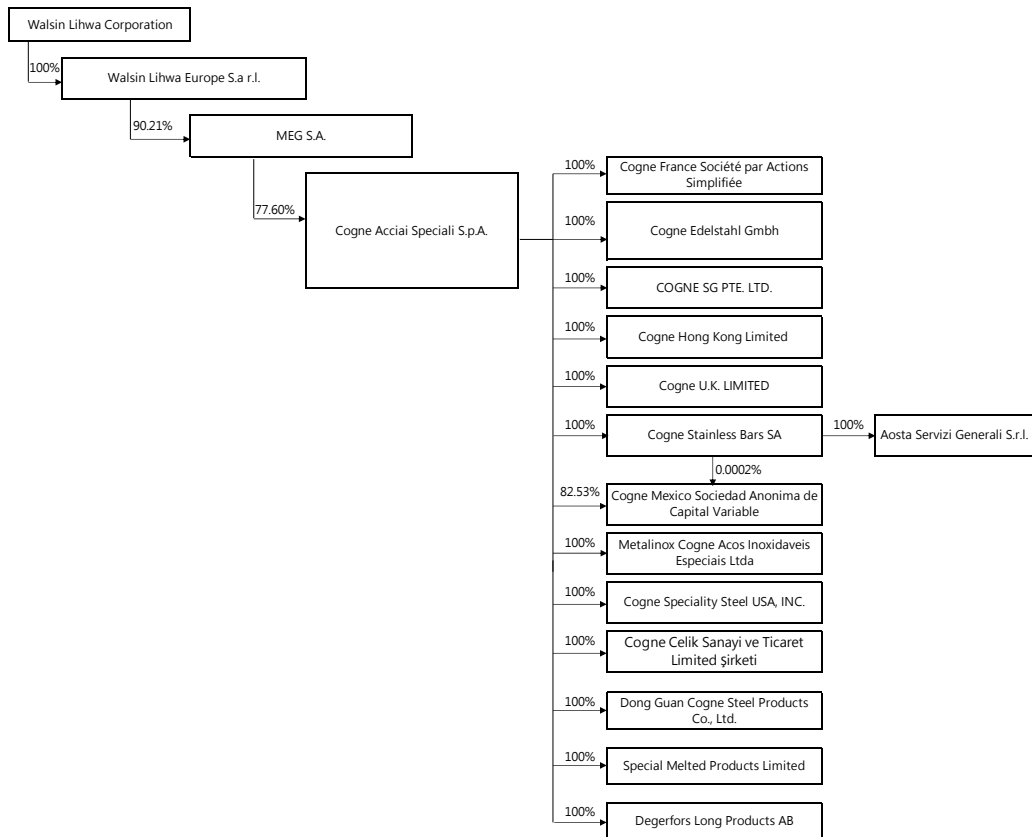 Walsin Lihwa Corporation
100%
Walsin Lihwa Europe S.a r.l.
90.21%
MEG S.A.
77.60%
Cogne Acciai Speciali S.p.A.
100%
Cogne France Société par Actions
Simplifiée
100%
Cogne Edelstahl Gmbh
100%
COGNE SG PTE. LTD.
100%
Cogne Hong Kong Limited
100%
Cogne U.K. LIMITED
100%
Cogne Stainless Bars SA
100%
Aosta Servizi Generali S.r.l.
0.0002%
82.53%
Cogne Mexico Sociedad Anonima de
Capital Variable
100%
Metalinox Cogne Acos Inoxidaveis
Especiais Ltda
100%
Cogne Speciality Steel USA, INC.
100%
Cogne Celik Sanayi ve Ticaret
Limited Şirketi
100%
Dong Guan Cogne Steel Products
Co., Ltd.
100%
Special Melted Products Limited
100%
Degerfors Long Products AB